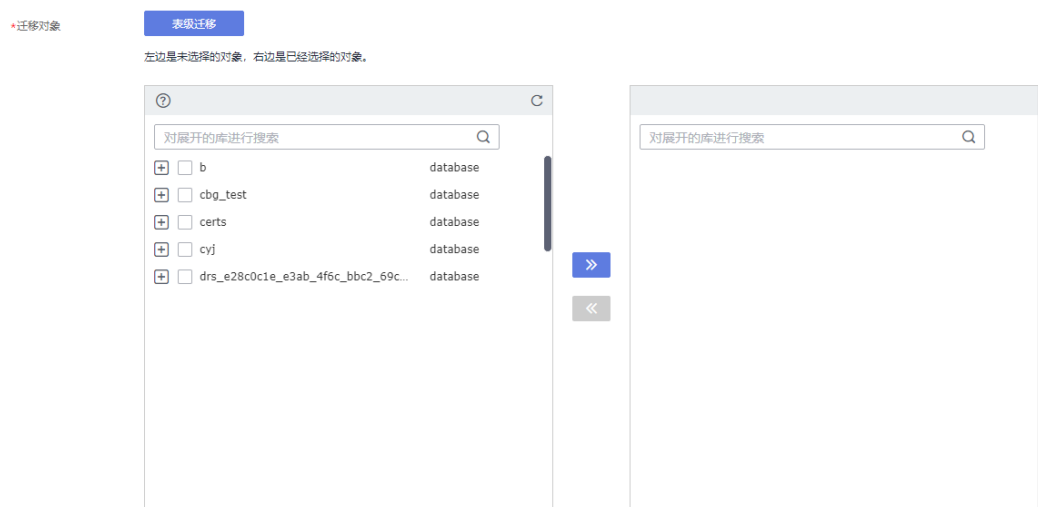 *迁移对象
表级迁移
左边是未选择的对象，右边是已经选择的对象。
对展开的库进行搜索
对展开的库进行搜索
b database
cbg_test database
certs database
cyj database
drs_e28c0c1e_e3ab_4f6c_bbc2_69c... database